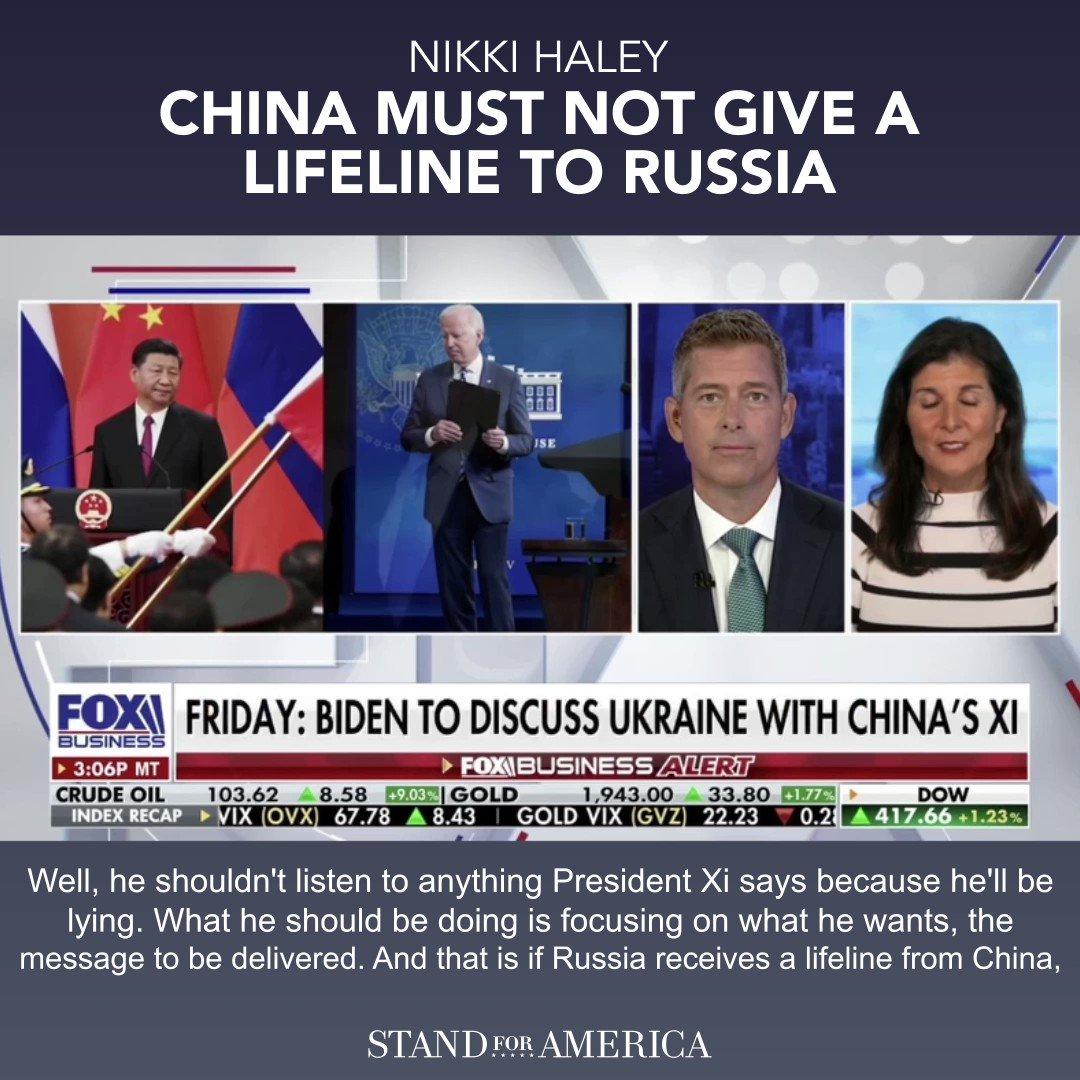 NIKKI HALEY
CHINA MUST NOT GIVE A
LIFELINE TO RUSSIA
USE
V
FOX
BUSINESS
FRIDAY: BIDEN TO DISCUSS UKRAINE WITH CHINA'S XI
3:06P MT
FOX BUSINESS ALERT
CRUDE OIL 103.62 ▲ 8.58 +9.03% GOLD 1,943.00 ▲ 33.80 +1.77% DOW
INDEX RECAP VIX (OVX) 67.78 ▲ 8.43 GOLD VIX (GVZ) 22.23 ▼ 0.2 ▲ 417.66 +1.23%
Well, he shouldn't listen to anything President Xi says because he'll be
lying. What he should be doing is focusing on what he wants, the
message to be delivered. And that is if Russia receives a lifeline from China,
STAND FOR AMERICA